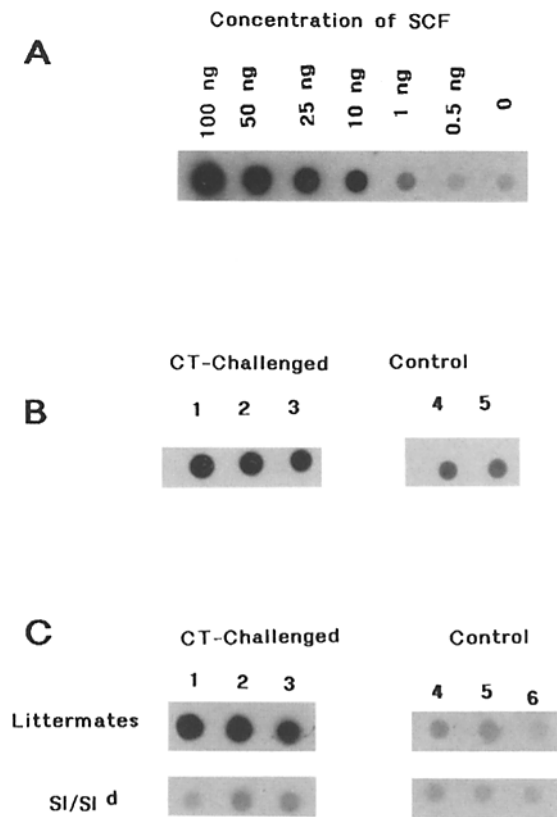 Concentration of SCF
A
100 ng 50 ng 25 ng 10 ng 1 ng 0.5 ng 0
CT-Challenged Control
B
1 2 3 4 5
C
CT-Challenged Control
1 2 3 4 5 6
Littermates
Sl/Sl d